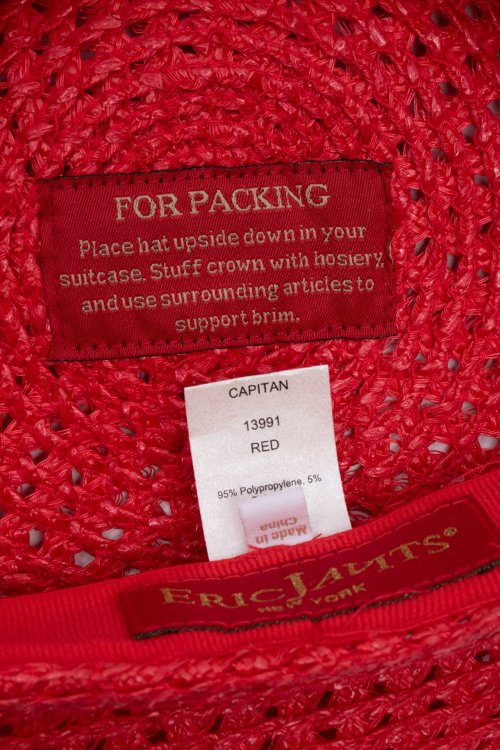 FOR PACKING
Place hat upside down in your
suitcase. Stuff crown with hosiery,
and use surrounding articles to
support brim.
CAPITAN
13991
RED
95% Polypropylene, 5%
Made in
China
ERIC JAVITS®
NEW YORK